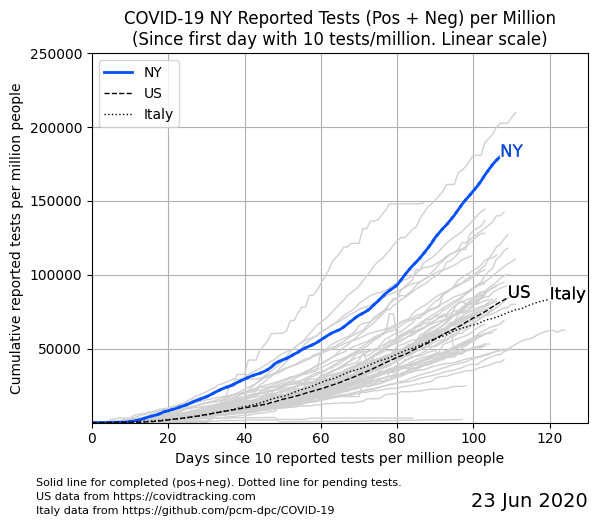 COVID-19 NY Reported Tests (Pos + Neg) per Million
(Since first day with 10 tests/million. Linear scale)
Cumulative reported tests per million people
250000
200000
150000
100000
50000
NY
US
Italy
NY
US
Italy
0
20
40
60
80
100
120
Days since 10 reported tests per million people
Solid line for completed (pos+neg). Dotted line for pending tests.
US data from https://covidtracking.com
Italy data from https://github.com/pcm-dpc/COVID-19
23 Jun 2020